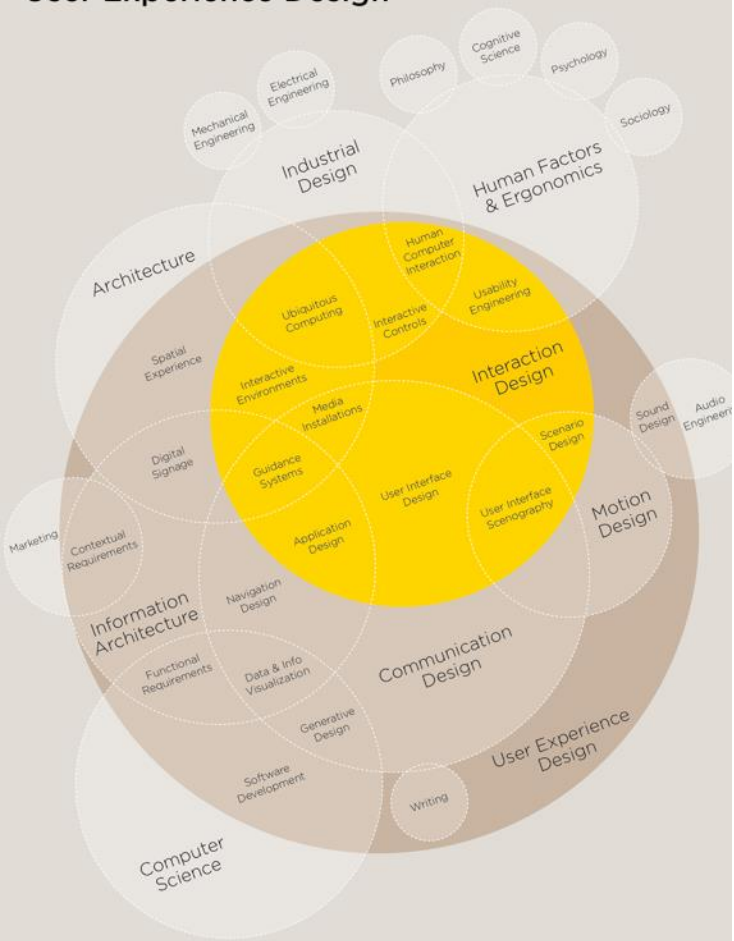 User Experience Design
Cognitive
Science
Philosophy
Psychology
Electrical
Engineering
Mechanical
Engineering
Sociology
Industrial
Design
Human Factors
& Ergonomics
Architecture
Human
Computer
Interaction
Usability
Engineering
Ubiquitous
Computing
Interactive
Controls
Spatial
Experience
Interaction
Design
Interactive
Environments
Media
Installations
Sound
Design
Audio
Engineering
Scenario
Design
Digital
Signage
Guidance
Systems
User Interface
Design
User Interface
Scenography
Motion
Design
Marketing
Contextual
Requirements
Application
Design
Navigation
Design
Information
Architecture
Functional
Requirements
Data & Info
Visualization
Communication
Design
Generative
Design
User Experience
Design
Software
Development
Writing
Computer
Science